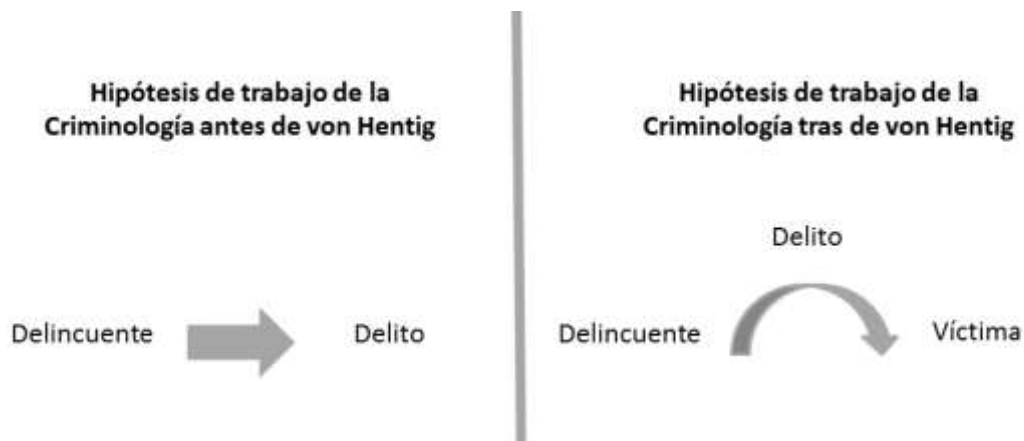 Hipótesis de trabajo de la
Criminología antes de von Hentig
Delincuente
Delito
Hipótesis de trabajo de la
Criminología tras de von Hentig
Delito
Delincuente
Víctima